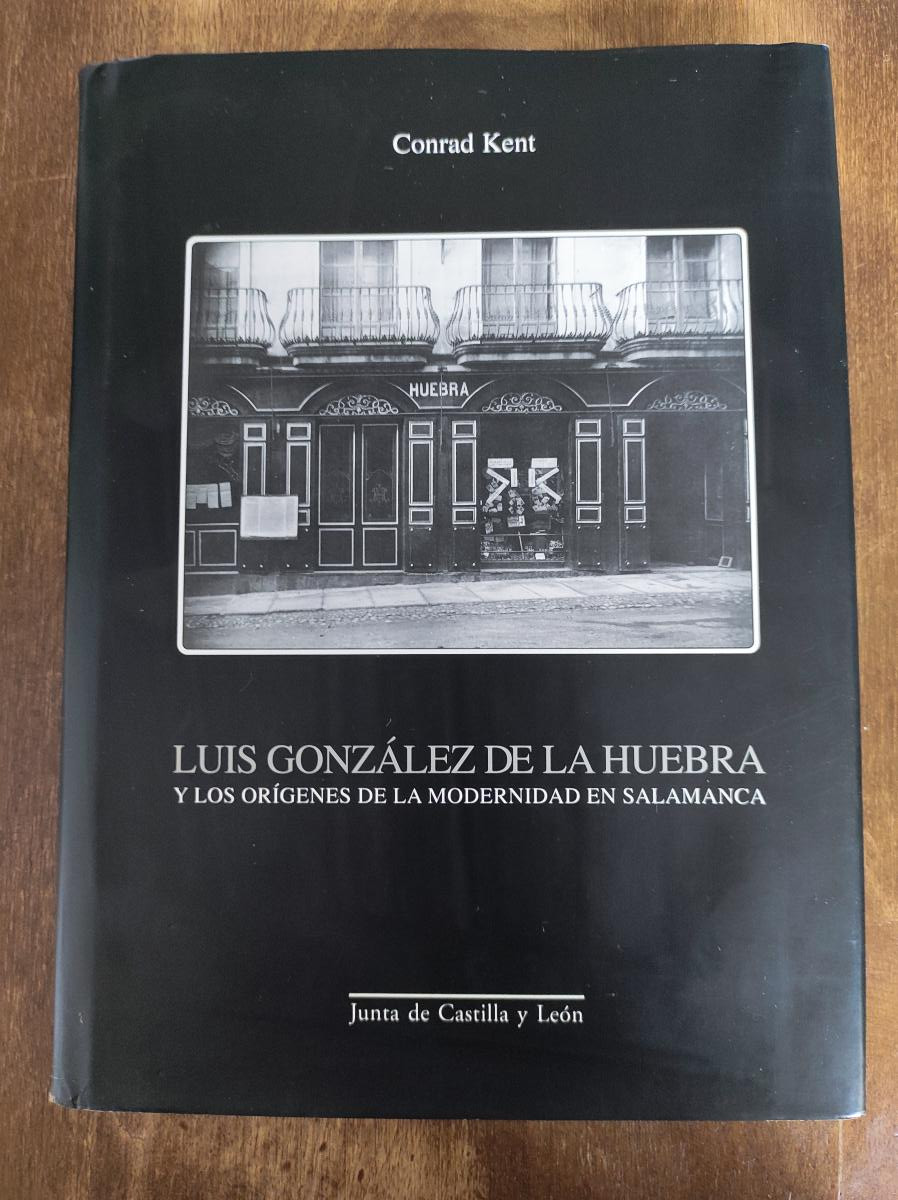 Conrad Kent
HUEBRA
LUIS GONZÁLEZ DE LA HUEBRA
Y LOS ORÍGENES DE LA MODERNIDAD EN SALAMANCA
Junta de Castilla y León